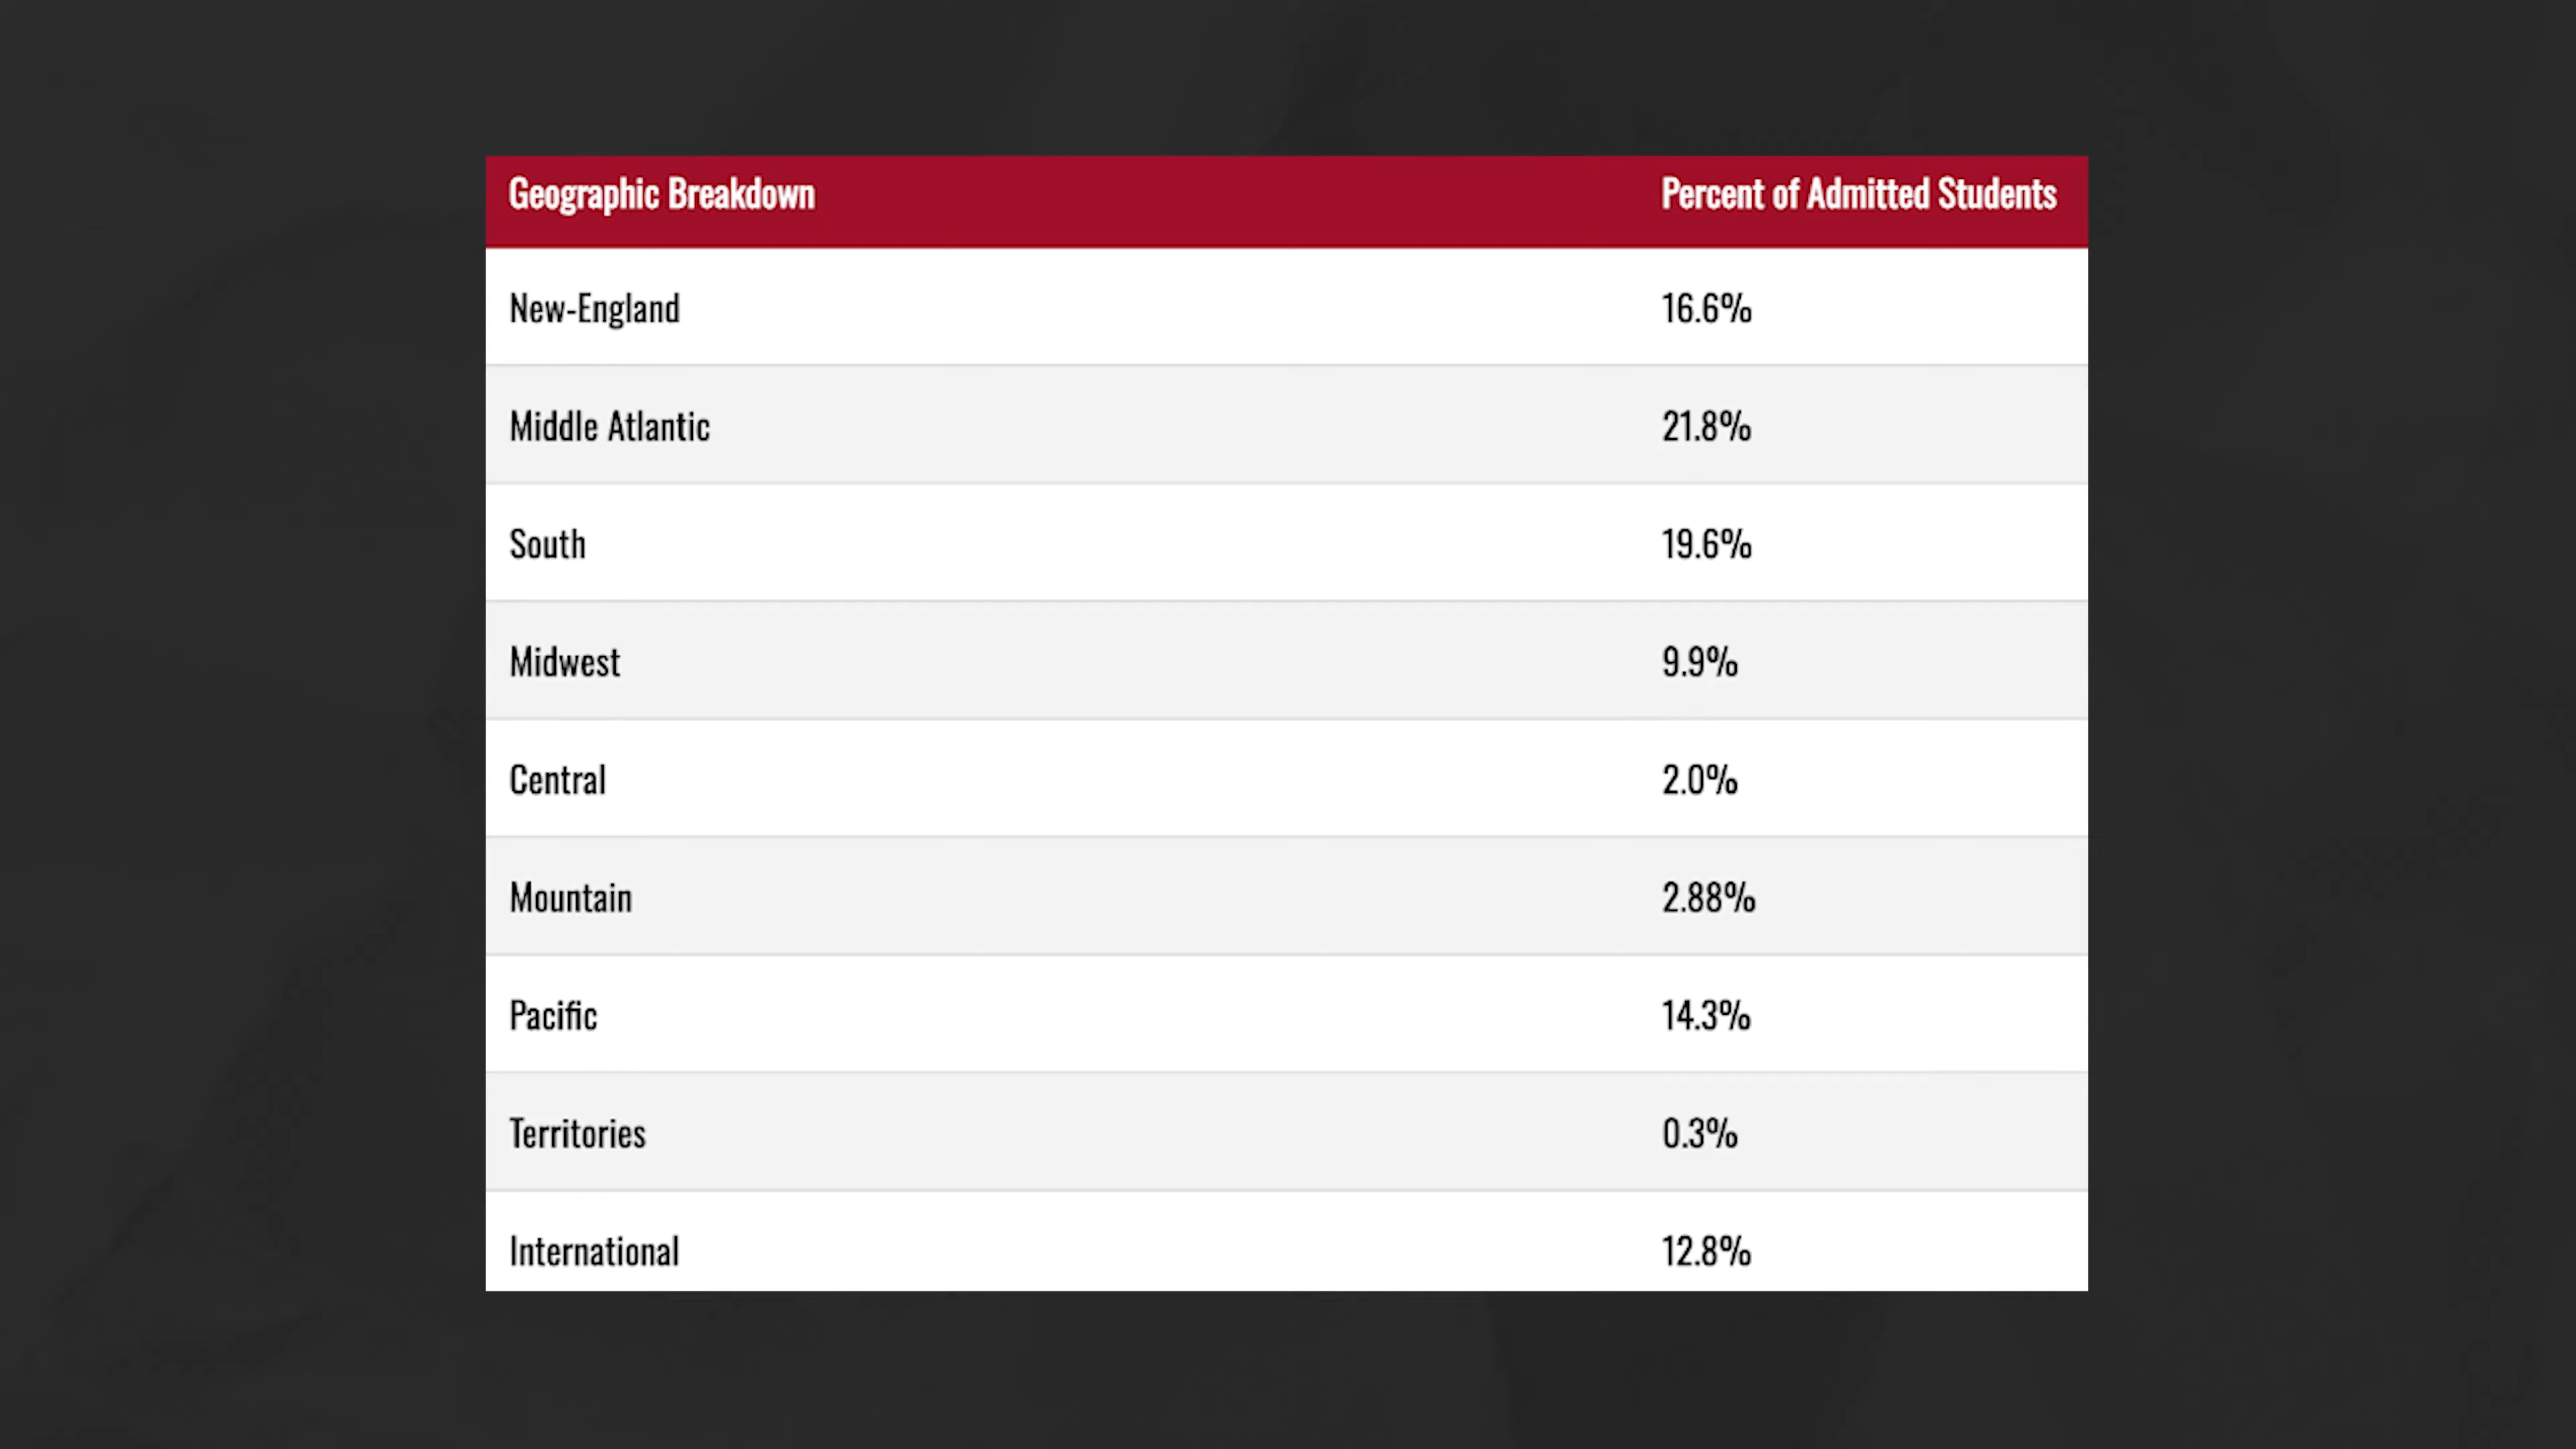 Geographic Breakdown Percent of Admitted Students
New-England 16.6%
Middle Atlantic 21.8%
South 19.6%
Midwest 9.9%
Central 2.0%
Mountain 2.88%
Pacific 14.3%
Territories 0.3%
International 12.8%